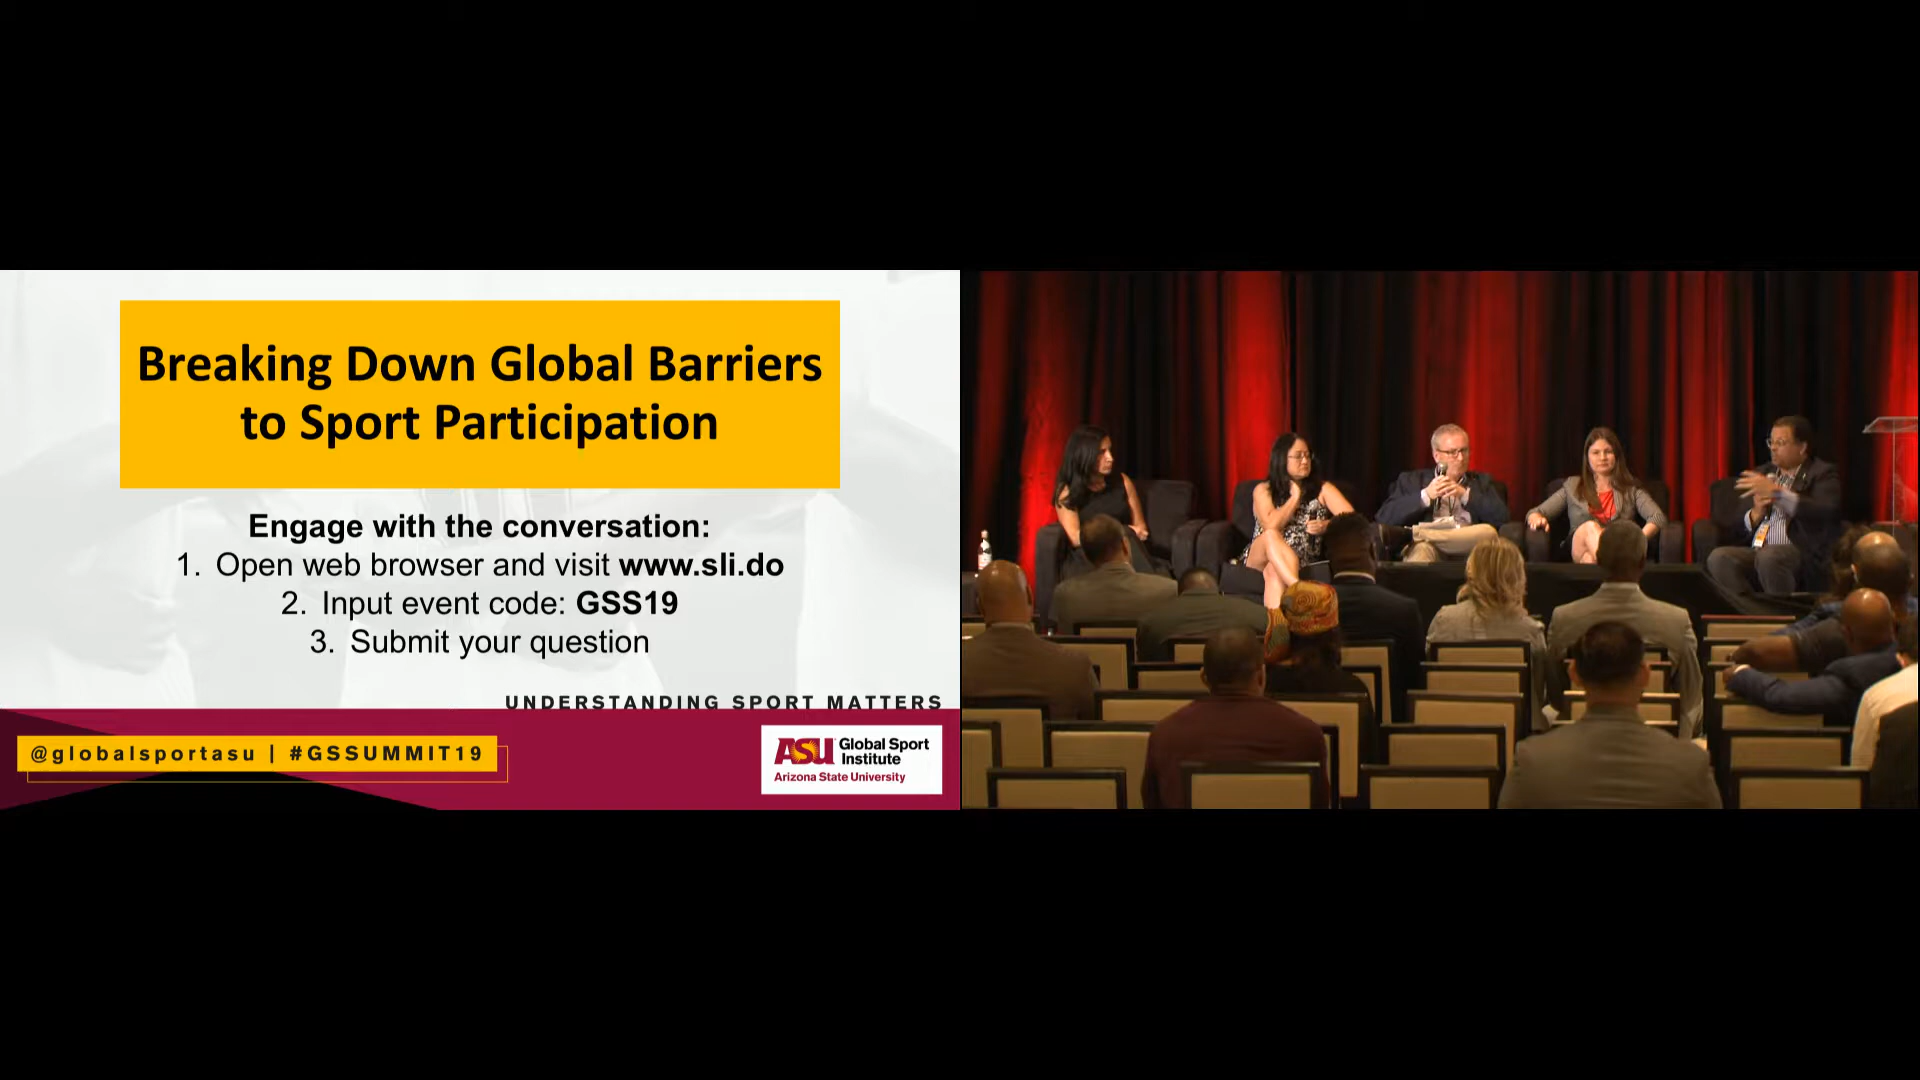 Breaking Down Global Barriers
to Sport Participation
Engage with the conversation:
1. Open web browser and visit www.sli.do
2. Input event code: GSS19
3. Submit your question
UNDERSTANDING SPORT MATTERS
@globalsportasu | #GSSUMMIT19
ASU Global Sport
Institute
Arizona State University